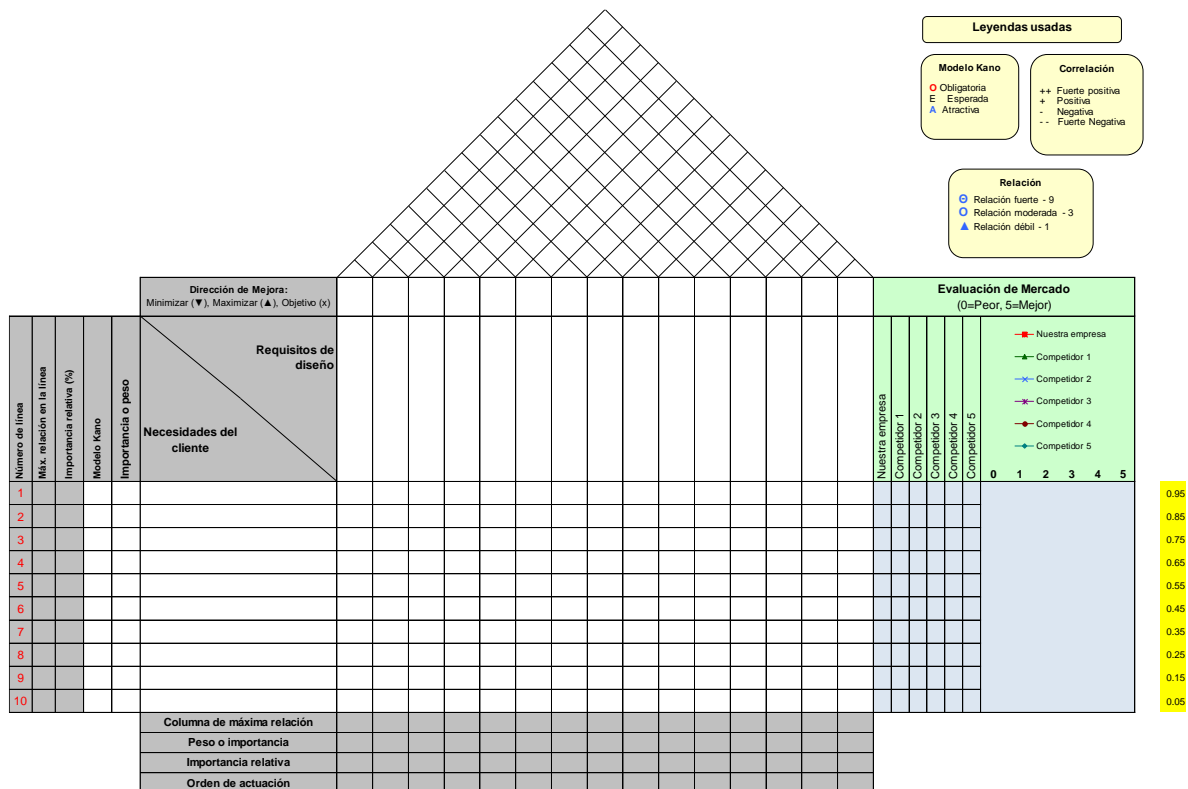 Leyendas usadas
Modelo Kano
O Obligatoria
E Esperada
A Atractiva
Correlación
++ Fuerte positiva
+ Positiva
- Negativa
- - Fuerte Negativa
Relación
Θ Relación fuerte - 9
O Relación moderada - 3
▲ Relación débil - 1
Dirección de Mejora:
Minimizar (▼), Maximizar (▲), Objetivo (x)
Evaluación de Mercado
(0=Peor, 5=Mejor)
Número de línea
Máx. relación en la línea
Importancia relativa (%)
Modelo Kano
Importancia o peso
Requisitos de
diseño
Necesidades del
cliente
Nuestra empresa
Competidor 1
Competidor 2
Competidor 3
Competidor 4
Competidor 5
Nuestra empresa
Competidor 1
Competidor 2
Competidor 3
Competidor 4
Competidor 5
0 1 2 3 4 5
1 0.95
2 0.85
3 0.75
4 0.65
5 0.55
6 0.45
7 0.35
8 0.25
9 0.15
10 0.05
Columna de máxima relación
Peso o importancia
Importancia relativa
Orden de actuación